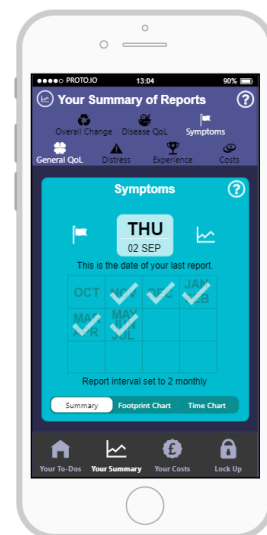 PROTO.IO 13:04 90%
Your Summary of Reports ?
Overall Change Disease QoL Symptoms
General QoL Distress Experience Costs
Symptoms ?
THU
02 SEP
This is the date of your last report.
OCT NOV DEC JAN FEB
MAR APR MAY JUN JUL
Report interval set to 2 monthly
Summary Footprint Chart Time Chart
£
Your To-Dos Your Summary Your Costs Lock Up